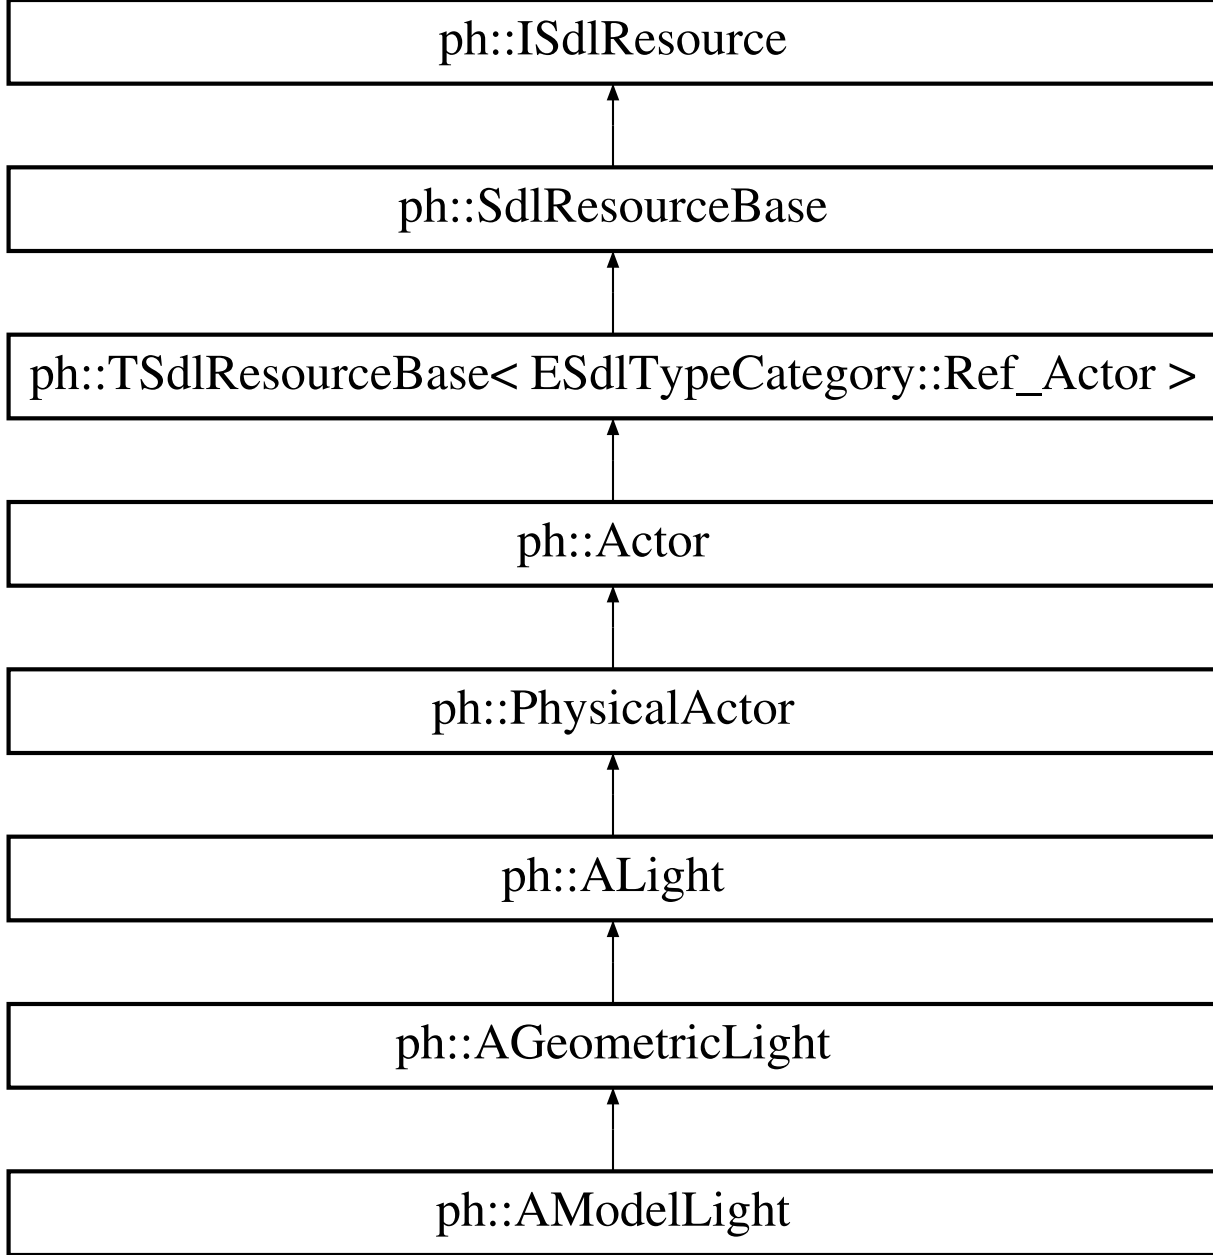 ph::ISdlResource
ph::SdlResourceBase
ph::TSdlResourceBase< ESdlTypeCategory::Ref_Actor >
ph::Actor
ph::PhysicalActor
ph::ALight
ph::AGeometricLight
ph::AModelLight